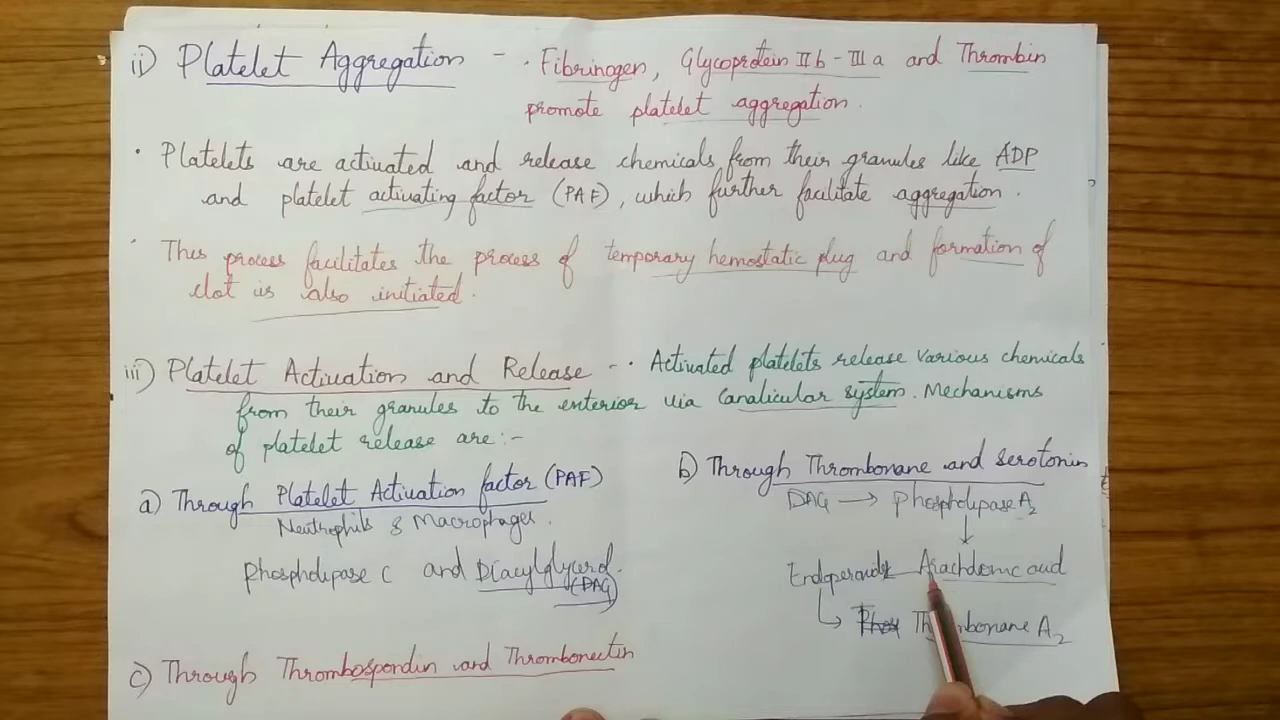 ii) Platelet Aggregation - · Fibrinogen, Glycoprotein IIb - IIIa and Thrombin
promote platelet aggregation.
· Platelets are activated and release chemicals from their granules like ADP
and platelet activating factor (PAF), which further facilitate aggregation.
· This process facilitates the process of temporary hemostatic plug and formation of
clot is also initiated.
iii) Platelet Activation and Release - · Activated platelets release various chemicals
from their granules to the exterior via Canalicular system. Mechanisms
of platelet release are:-
a) Through Platelet Activation factor (PAF)
Neutrophils & Macrophages.
Phospholipase C and Diacylglycerol.
(DAG)
b) Through Thromboxane and Serotonin
DAG → Phospholipase A2
↓
Arachidonic acid
Thromboxane A2
c) Through Thrombospondin and Thrombonectin